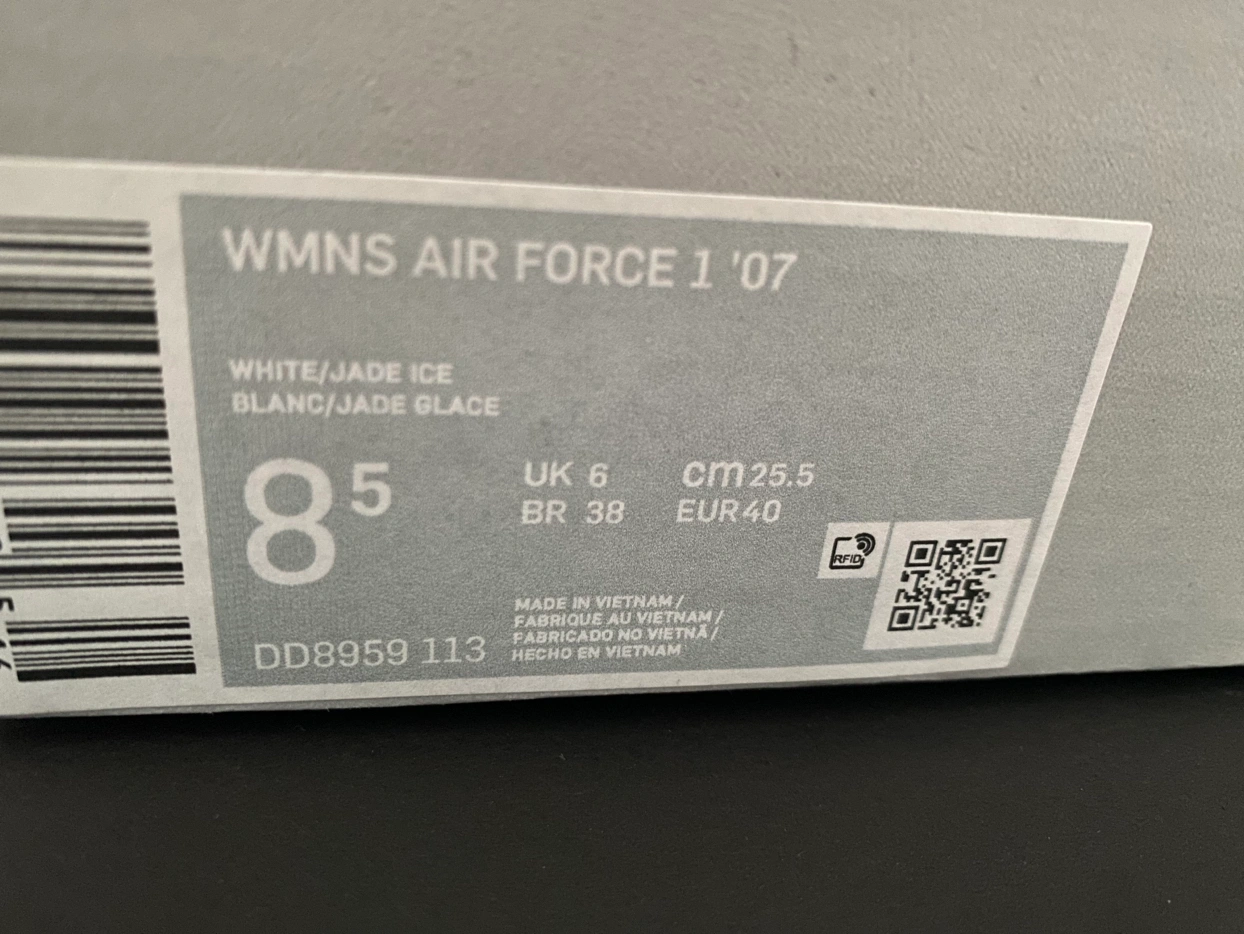 WMNS AIR FORCE 1 '07
WHITE/JADE ICE
BLANC/JADE GLACE
8 5
UK 6 cm 25.5
BR 38 EUR 40
RFID
MADE IN VIETNAM /
FABRIQUE AU VIETNAM /
FABRICADO NO VIETNÃ /
HECHO EN VIETNAM
DD8959 113